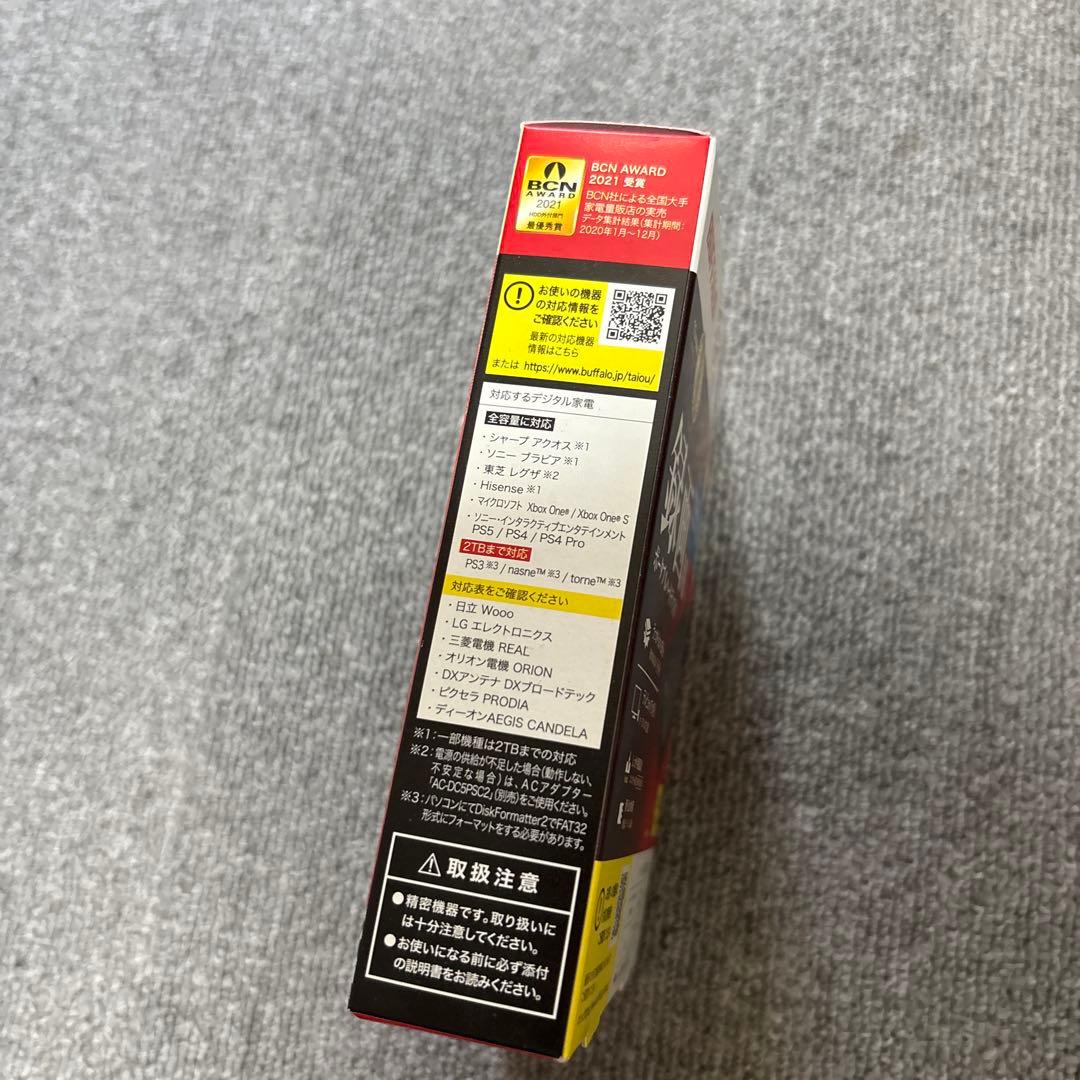 BCN
AWARD
2021
HDD外付部門
最優秀賞
BCN AWARD
2021 受賞
BCN社による全国大手
家電量販店の実売
データ集計結果(集計期間:
2020年1月~12月)
お使いの機器
の対応情報を
ご確認ください
最新の対応機器
情報はこちら
または https://www.buffalo.jp/taiou/
対応するデジタル家電
全容量に対応
・シャープ アクオス ※1
・ソニー ブラビア ※1
・東芝 レグザ ※2
・Hisense ※1
・マイクロソフト Xbox One® / Xbox One® S
・ソニー・インタラクティブエンタテインメント
PS5 / PS4 / PS4 Pro
2TBまで対応
PS3 ※3 / nasne™ ※3 / torne™ ※3
対応表をご確認ください
・日立 Wooo
・LG エレクトロニクス
・三菱電機 REAL
・オリオン電機 ORION
・DXアンテナ DXブロードテック
・ピクセラ PRODIA
・ディーオンAEGIS CANDELA
※1:一部機種は2TBまでの対応
※2:電源の供給が不足した場合(動作しない、
不安定な場合)は、ACアダプター
「AC-DC5PSC2」(別売)をご使用ください。
※3:パソコンにてDiskFormatter2でFAT32
形式にフォーマットをする必要があります。
取扱注意
●精密機器です。取り扱いに
は十分注意してください。
●お使いになる前に必ず添付
の説明書をお読みください。